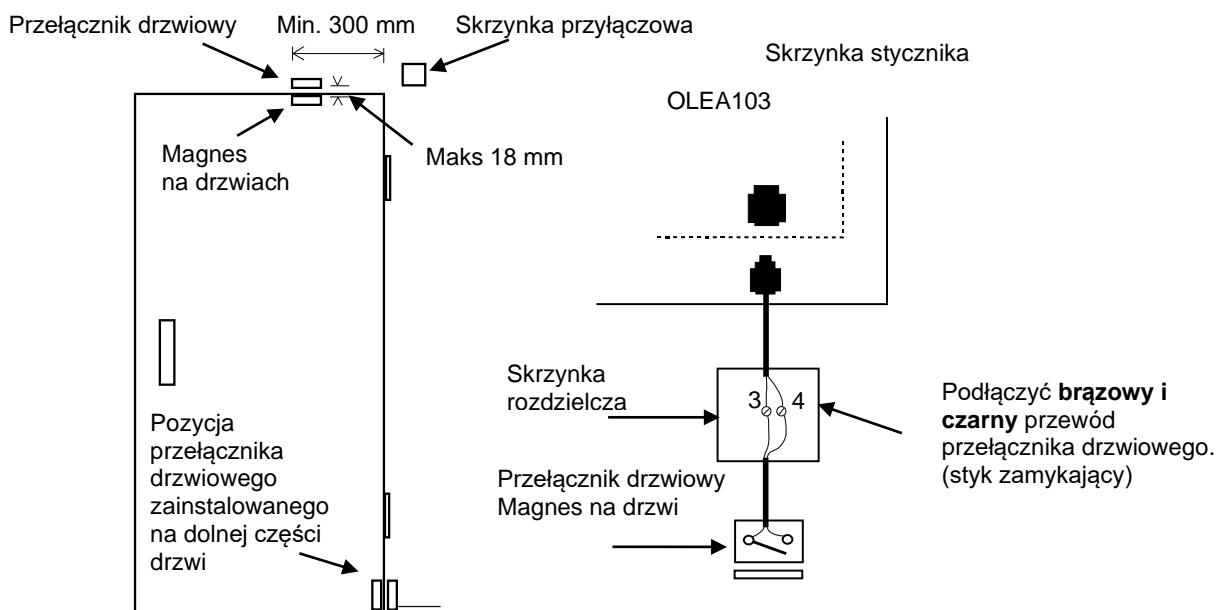 Przełącznik drzwiowy
Min. 300 mm
Skrzynka przyłączowa
Magnes
na drzwiach
Maks 18 mm
Pozycja
przełącznika
drzwiowego
zainstalowanego
na dolnej części
drzwi
Skrzynka stycznika
OLEA103
Skrzynka
rozdzielcza
3 4
Podłączyć brązowy i
czarny przewód
przełącznika drzwiowego.
(styk zamykający)
Przełącznik drzwiowy
Magnes na drzwi